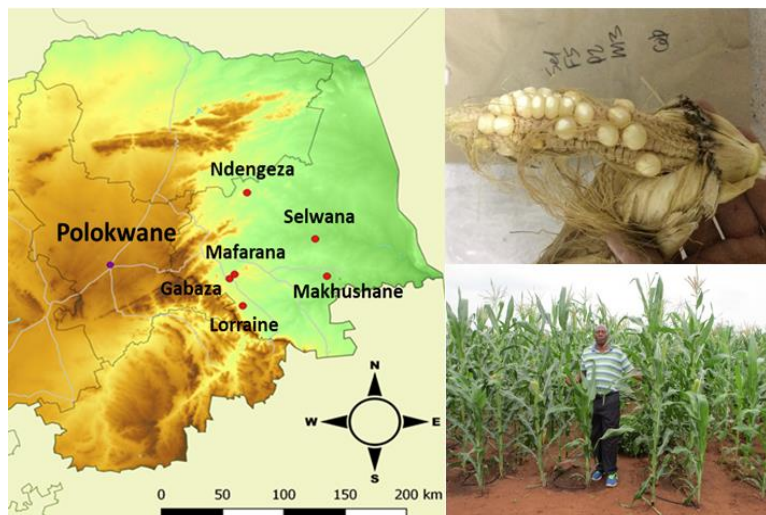 Ndengeza
Selwana
Polokwane
Mafarana
Gabaza
Makhushane
Lorraine
N
W
E
S
0 50 100 150 200 km